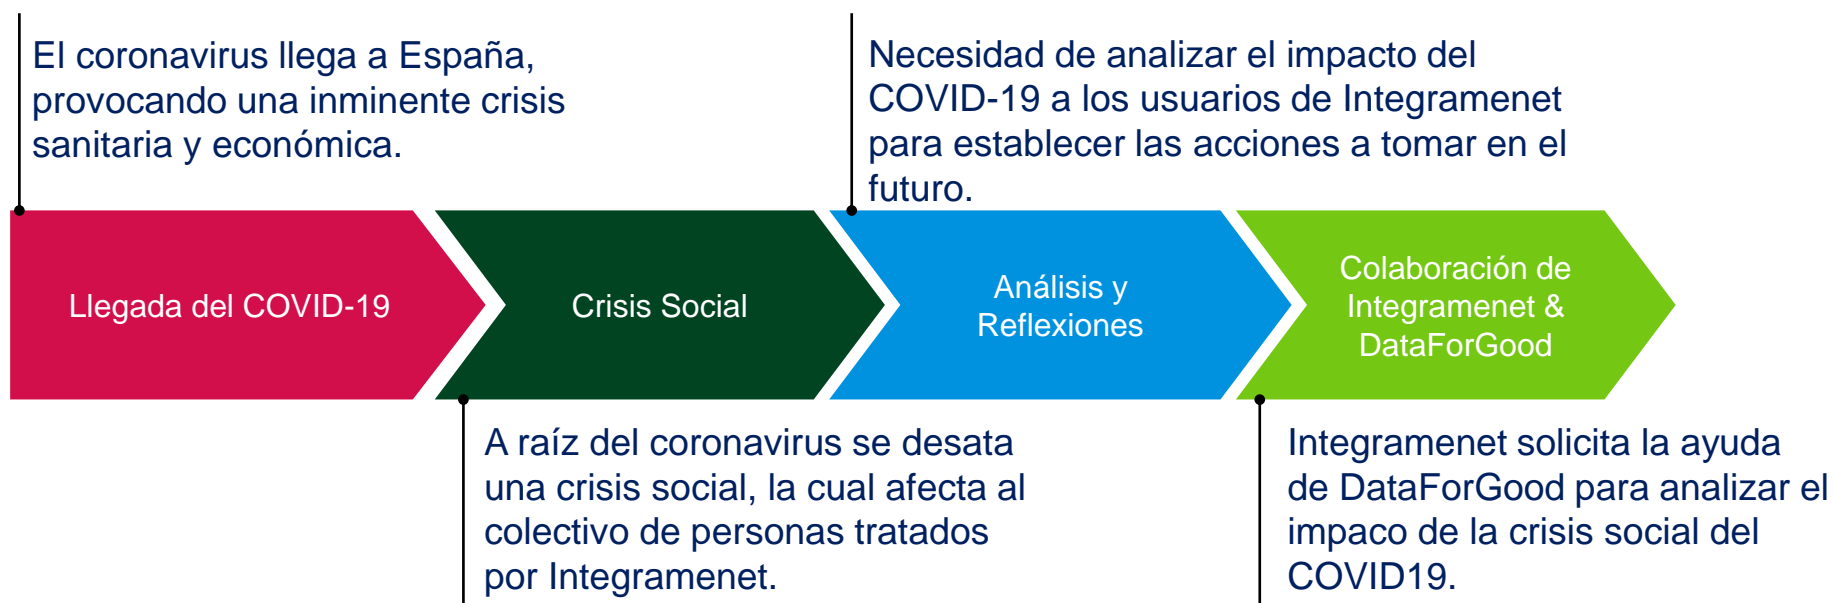 El coronavirus llega a España,
provocando una inminente crisis
sanitaria y económica.
Necesidad de analizar el impacto del
COVID-19 a los usuarios de Integramenet
para establecer las acciones a tomar en el
futuro.
Llegada del COVID-19
Crisis Social
Análisis y
Reflexiones
Colaboración de
Integramenet &
DataForGood
A raíz del coronavirus se desata
una crisis social, la cual afecta al
colectivo de personas tratados
por Integramenet.
Integramenet solicita la ayuda
de DataForGood para analizar el
impaco de la crisis social del
COVID19.